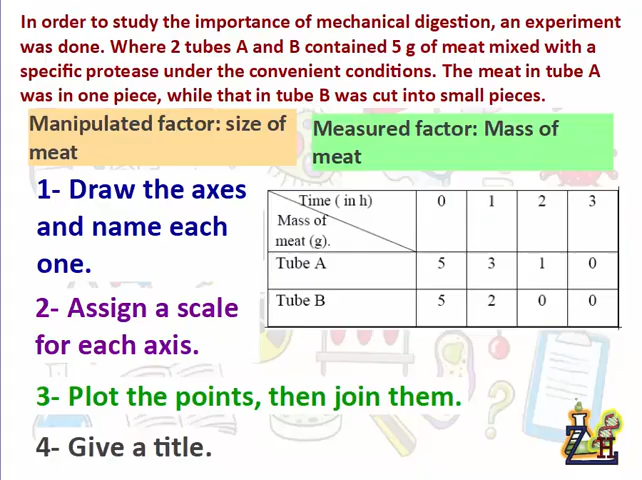 In order to study the importance of mechanical digestion, an experiment
was done. Where 2 tubes A and B contained 5 g of meat mixed with a
specific protease under the convenient conditions. The meat in tube A
was in one piece, while that in tube B was cut into small pieces.
Manipulated factor: size of
meat
Measured factor: Mass of
meat
1- Draw the axes
and name each
one.
2- Assign a scale
for each axis.
Time ( in h) 0 1 2 3
Mass of
meat (g).
Tube A 5 3 1 0
Tube B 5 2 0 0
3- Plot the points, then join them.
4- Give a title.
Z H